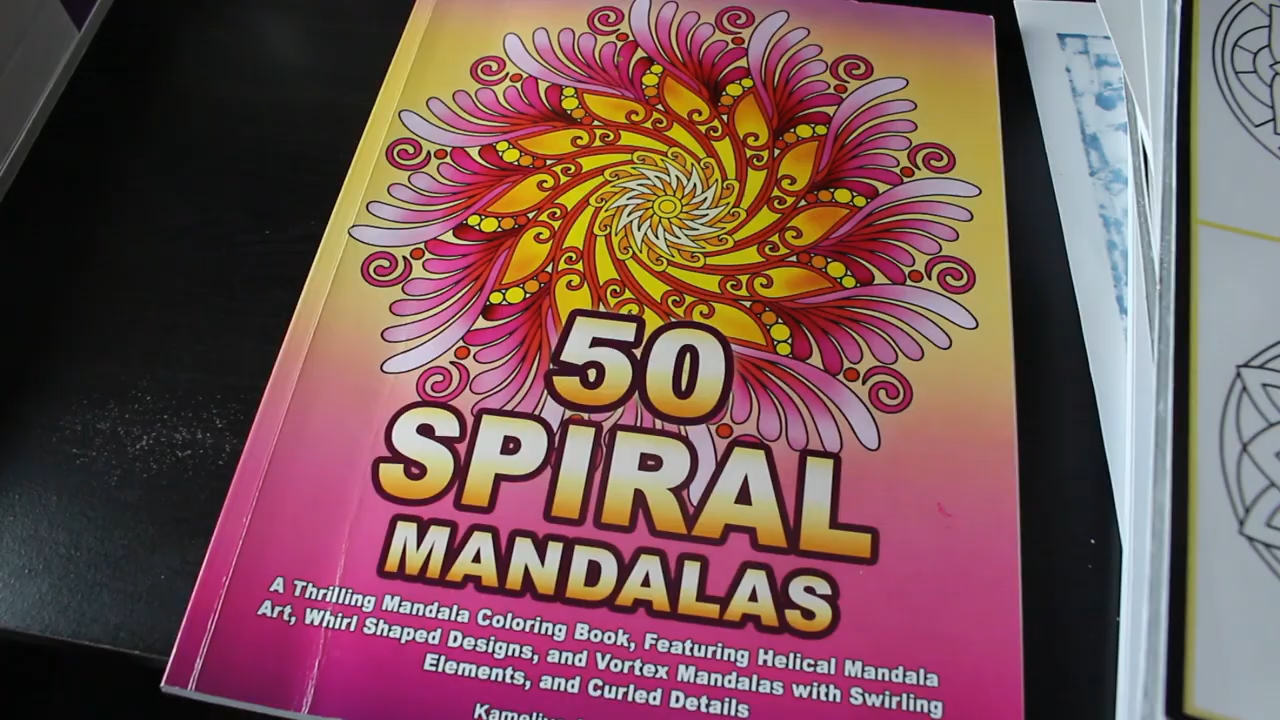 50
SPIRAL
MANDALAS
A Thrilling Mandala Coloring Book, Featuring Helical Mandala
Art, Whirl Shaped Designs, and Vortex Mandalas with Swirling
Elements, and Curled Details